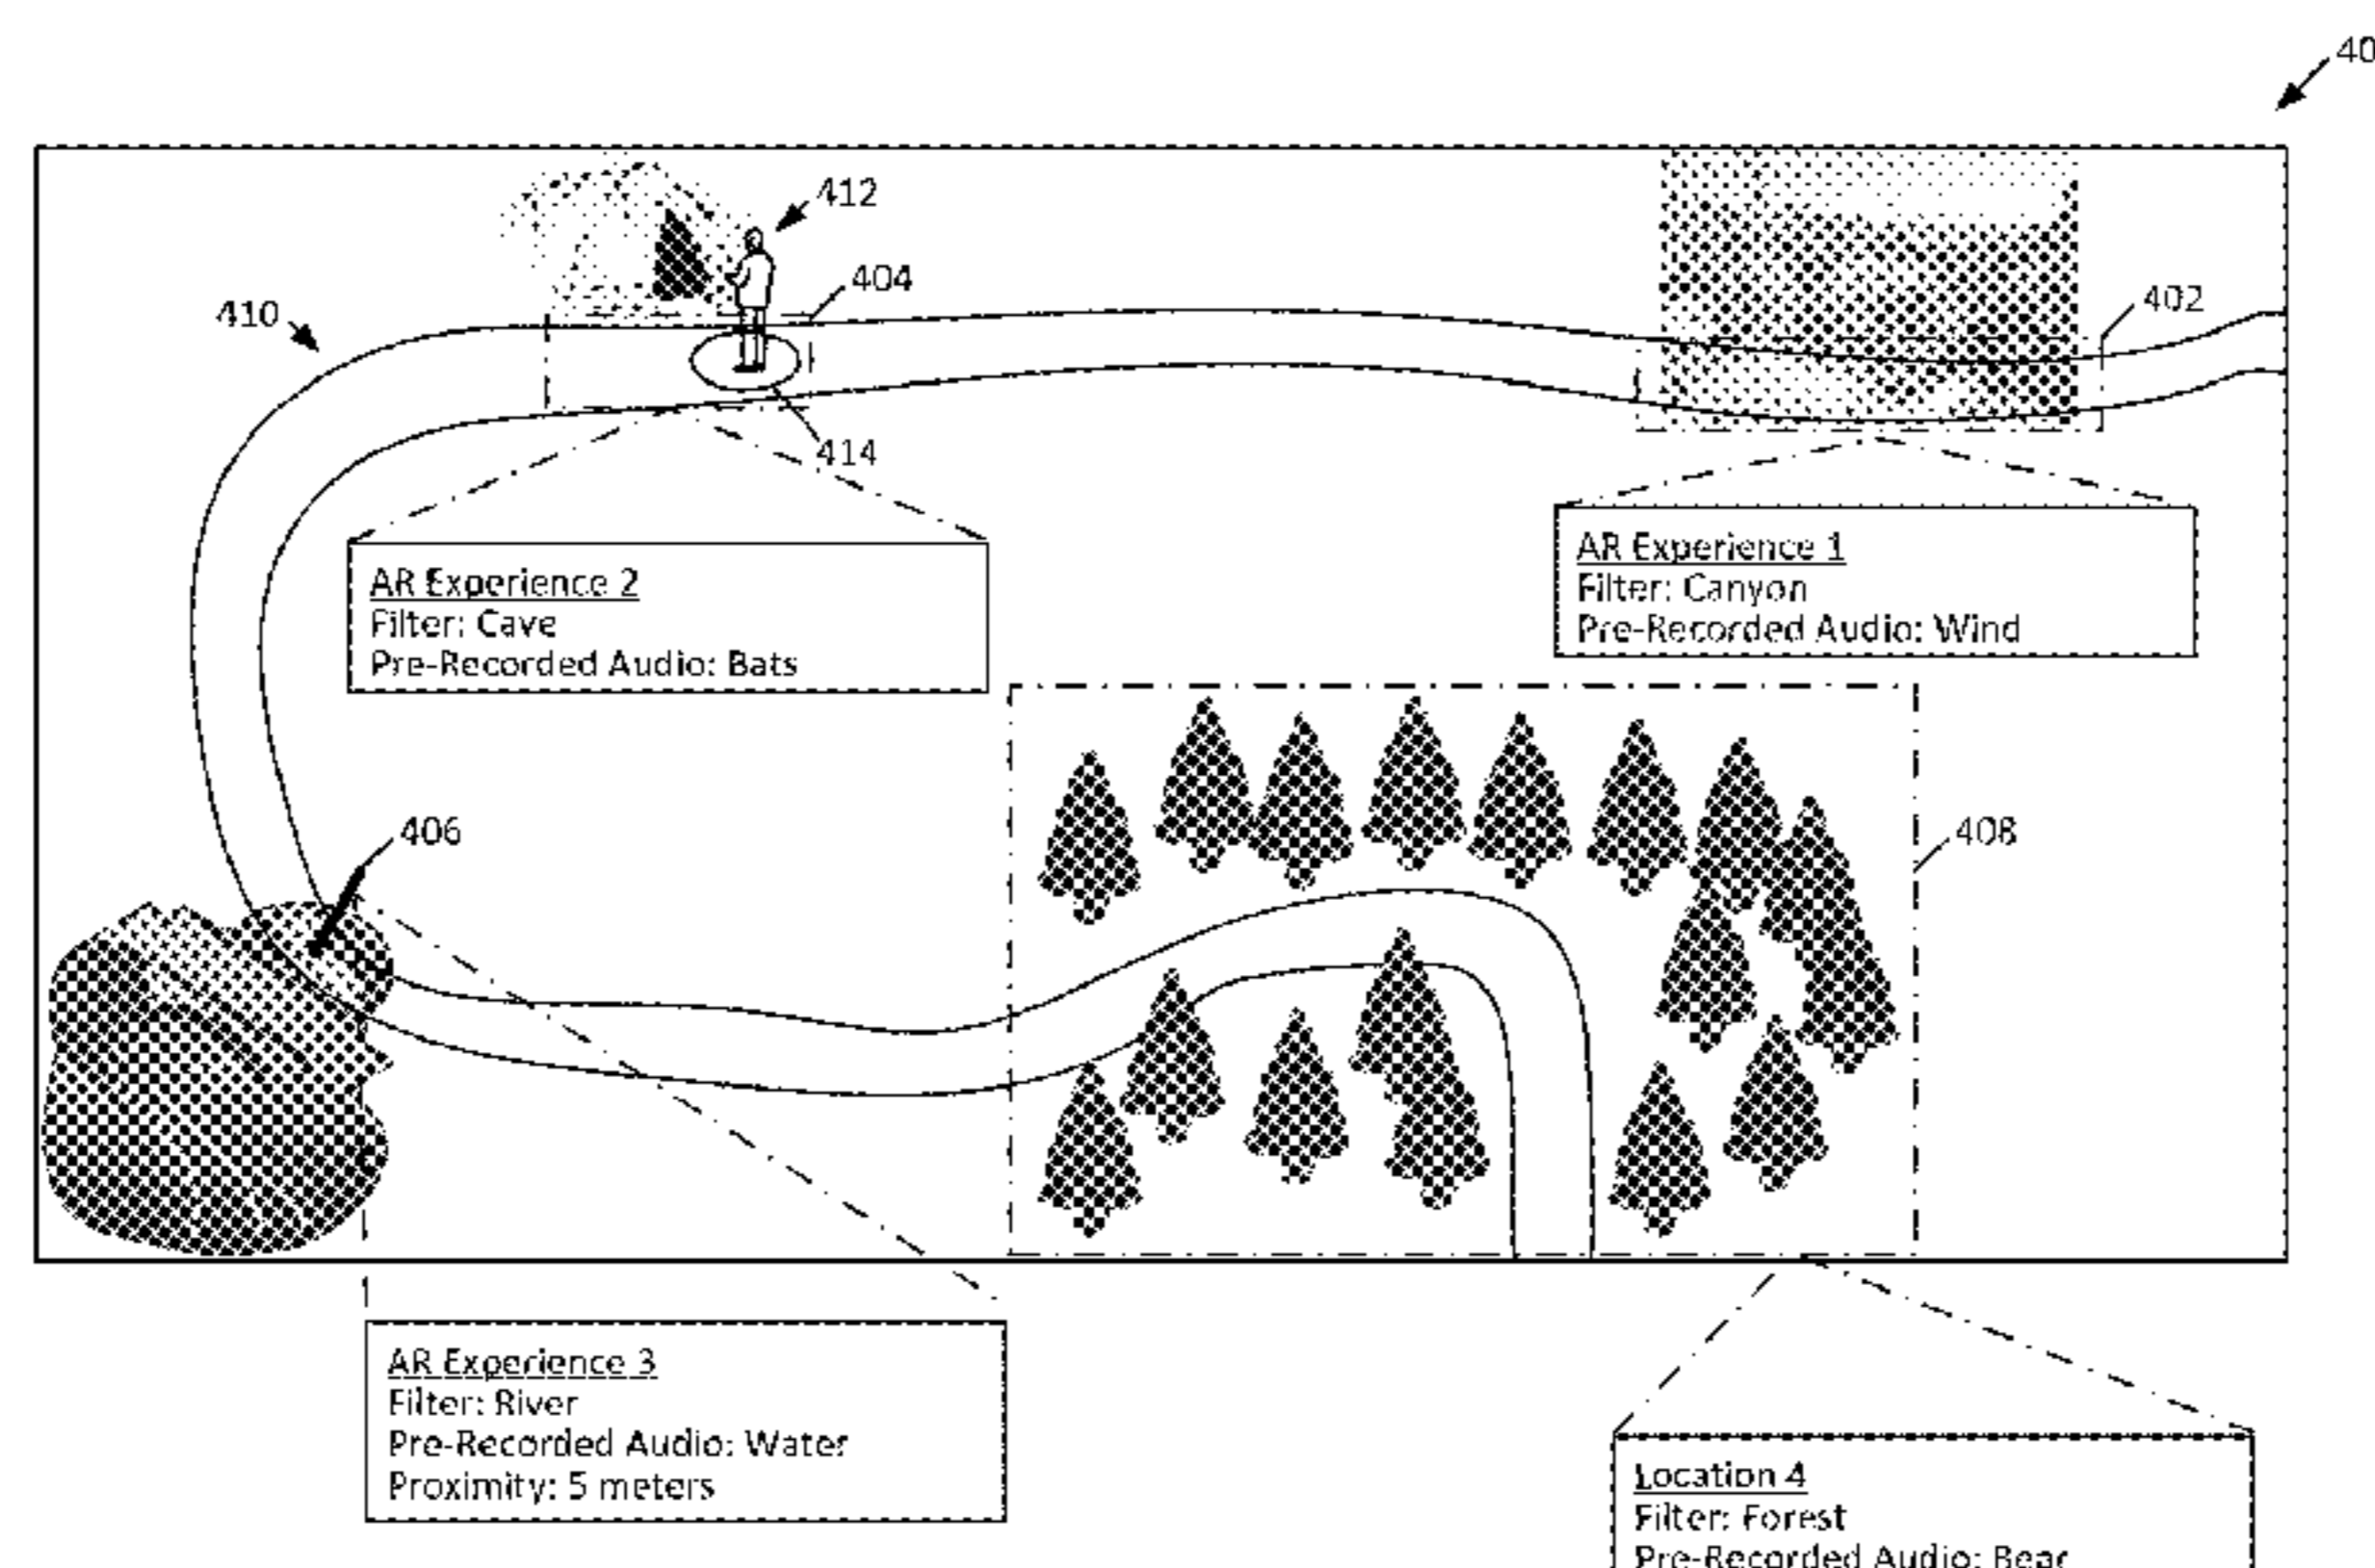 40
412
404
410
402
414
AR Experience 1
Filter: Canyon
Pre-Recorded Audio: Wind
AR Experience 2
Filter: Cave
Pre-Recorded Audio: Bats
406
408
AR Experience 3
Filter: River
Pre-Recorded Audio: Water
Proximity: 5 meters
Location 4
Filter: Forest
Pre-Recorded Audio: Bear